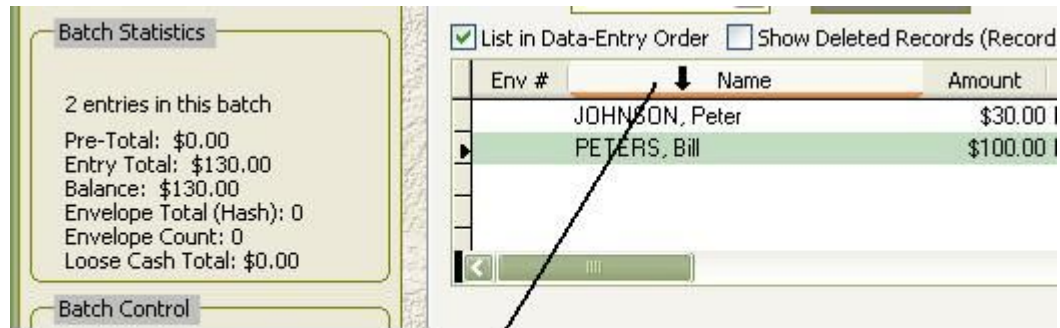 Batch Statistics
2 entries in this batch
Pre-Total: $0.00
Entry Total: $130.00
Balance: $130.00
Envelope Total (Hash): 0
Envelope Count: 0
Loose Cash Total: $0.00
Batch Control
List in Data-Entry Order Show Deleted Records (Record
Env # Name Amount
JOHNSON, Peter $30.00
PETERS, Bill $100.00